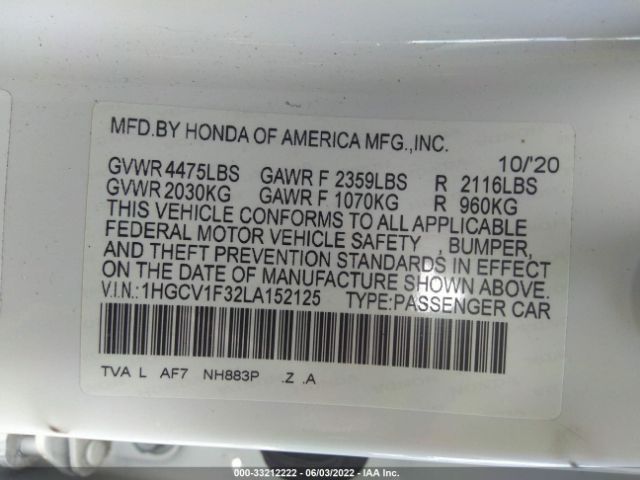 MFD.BY HONDA OF AMERICA MFG.,INC.
10/'20
GVWR 4475LBS GAWR F 2359LBS R 2116LBS
GVWR 2030KG GAWR F 1070KG R 960KG
THIS VEHICLE CONFORMS TO ALL APPLICABLE
FEDERAL MOTOR VEHICLE SAFETY , BUMPER,
AND THEFT PREVENTION STANDARDS IN EFFECT
ON THE DATE OF MANUFACTURE SHOWN ABOVE.
V.I.N.:1HGCV1F32LA152125 TYPE:PASSENGER CAR
TVA L AF7 NH883P .Z .A
000-33212222 - 06/03/2022 - IAA Inc.